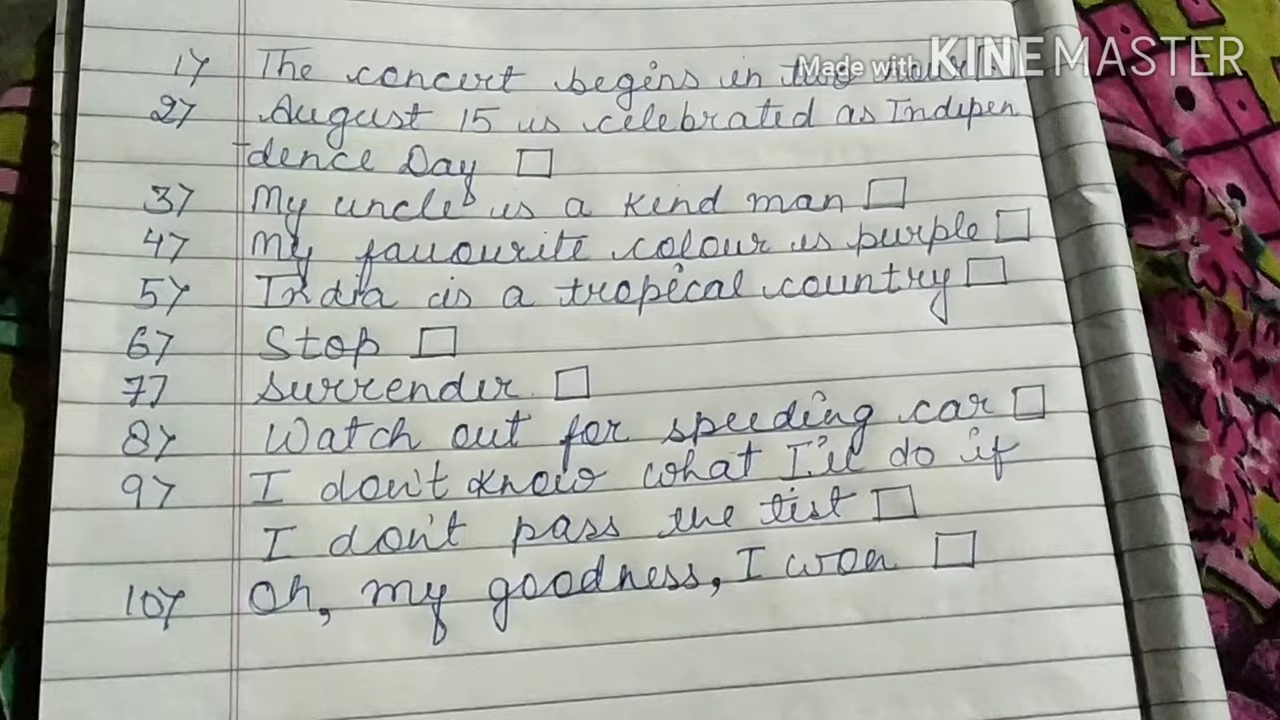 Made with KINEMASTER
1) The concert begins in two hours □
2) August 15 is celebrated as Indepen
dence Day □
3) My uncle is a kind man □
4) My favourite colour is purple □
5) India is a tropical country □
6) Stop □
7) Surrender □
8) Watch out for speeding car □
9) I don't know what I'll do if
I don't pass the test □
10) Oh, my goodness, I won □